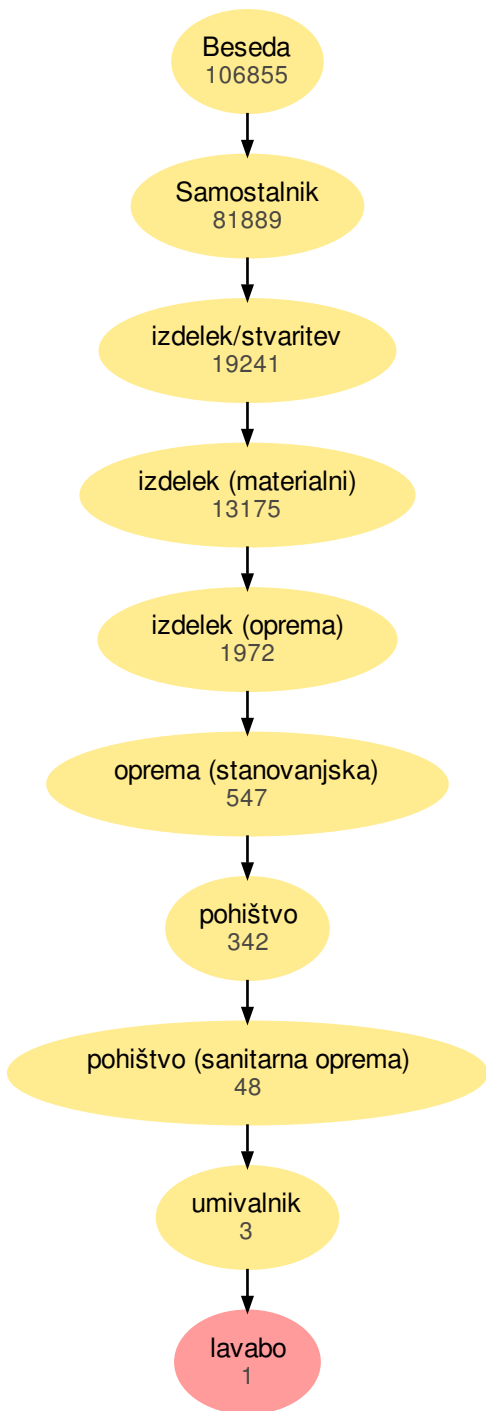 Beseda
106855
Samostalnik
81889
izdelek/stvaritev
19241
izdelek (materialni)
13175
izdelek (oprema)
1972
oprema (stanovanjska)
547
pohištvo
342
pohištvo (sanitarna oprema)
48
umivalnik
3
lavabo
1